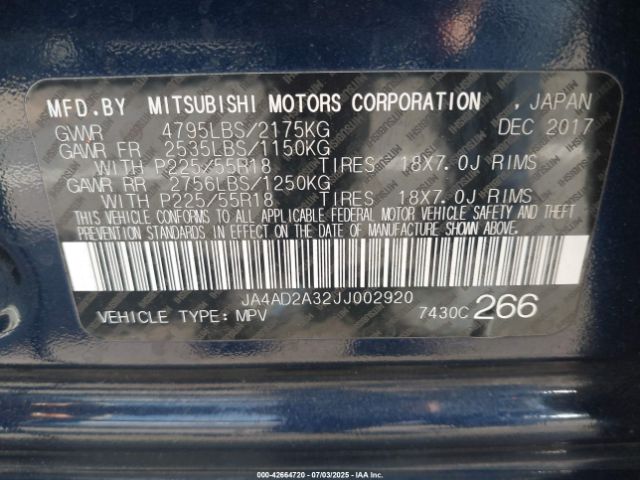 MFD.BY MITSUBISHI MOTORS CORPORATION , JAPAN
GVWR 4795LBS/2175KG DEC 2017
GAWR FR 2535LBS/1150KG
WITH P225/55R18 TIRES 18X7.0J RIMS
GAWR RR 2756LBS/1250KG
WITH P225/55R18 TIRES 18X7.0J RIMS
THIS VEHICLE CONFORMS TO ALL APPLICABLE FEDERAL MOTOR VEHICLE SAFETY AND THEFT
PREVENTION STANDARDS IN EFFECT ON THE DATE OF MANUFACTURE SHOWN ABOVE.
JA4AD2A32JJ002920
VEHICLE TYPE: MPV 7430C 266
000-42664720 - 07/03/2025 - IAAI.COM